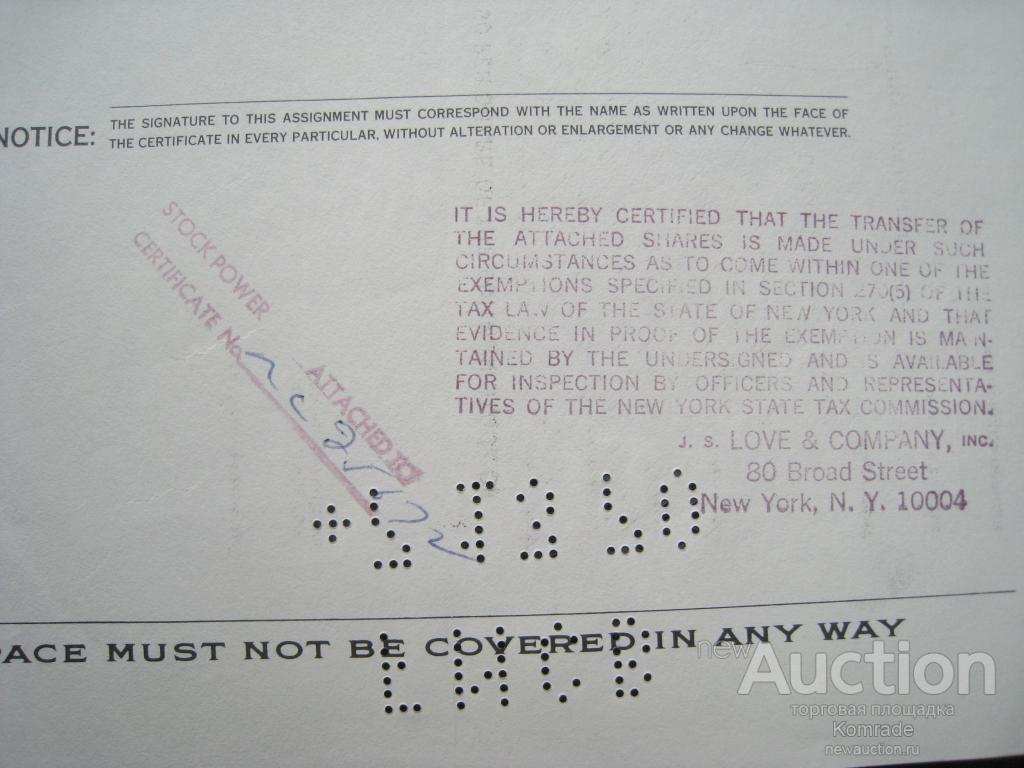 THE SIGNATURE TO THIS ASSIGNMENT MUST CORRESPOND WITH THE NAME AS WRITTEN UPON THE FACE OF
NOTICE: THE CERTIFICATE IN EVERY PARTICULAR, WITHOUT ALTERATION OR ENLARGEMENT OR ANY CHANGE WHATEVER.
STOCK POWER ATTACHED TO
CERTIFICATE No.
IT IS HEREBY CERTIFIED THAT THE TRANSFER OF
THE ATTACHED SHARES IS MADE UNDER SUCH
CIRCUMSTANCES AS TO COME WITHIN ONE OF THE
EXEMPTIONS SPECIFIED IN SECTION 270(5) OF THE
TAX LAW OF THE STATE OF NEW YORK AND THAT
EVIDENCE IN PROOF OF THE EXEMPTION IS MAIN-
TAINED BY THE UNDERSIGNED AND IS AVAILABLE
FOR INSPECTION BY OFFICERS AND REPRESENTA-
TIVES OF THE NEW YORK STATE TAX COMMISSION.
J. S. LOVE & COMPANY, INC.
80 Broad Street
New York, N. Y. 10004
PACE MUST NOT BE COVERED IN ANY WAY
newAuction
торговая площадка
Komrade
newauction.ru